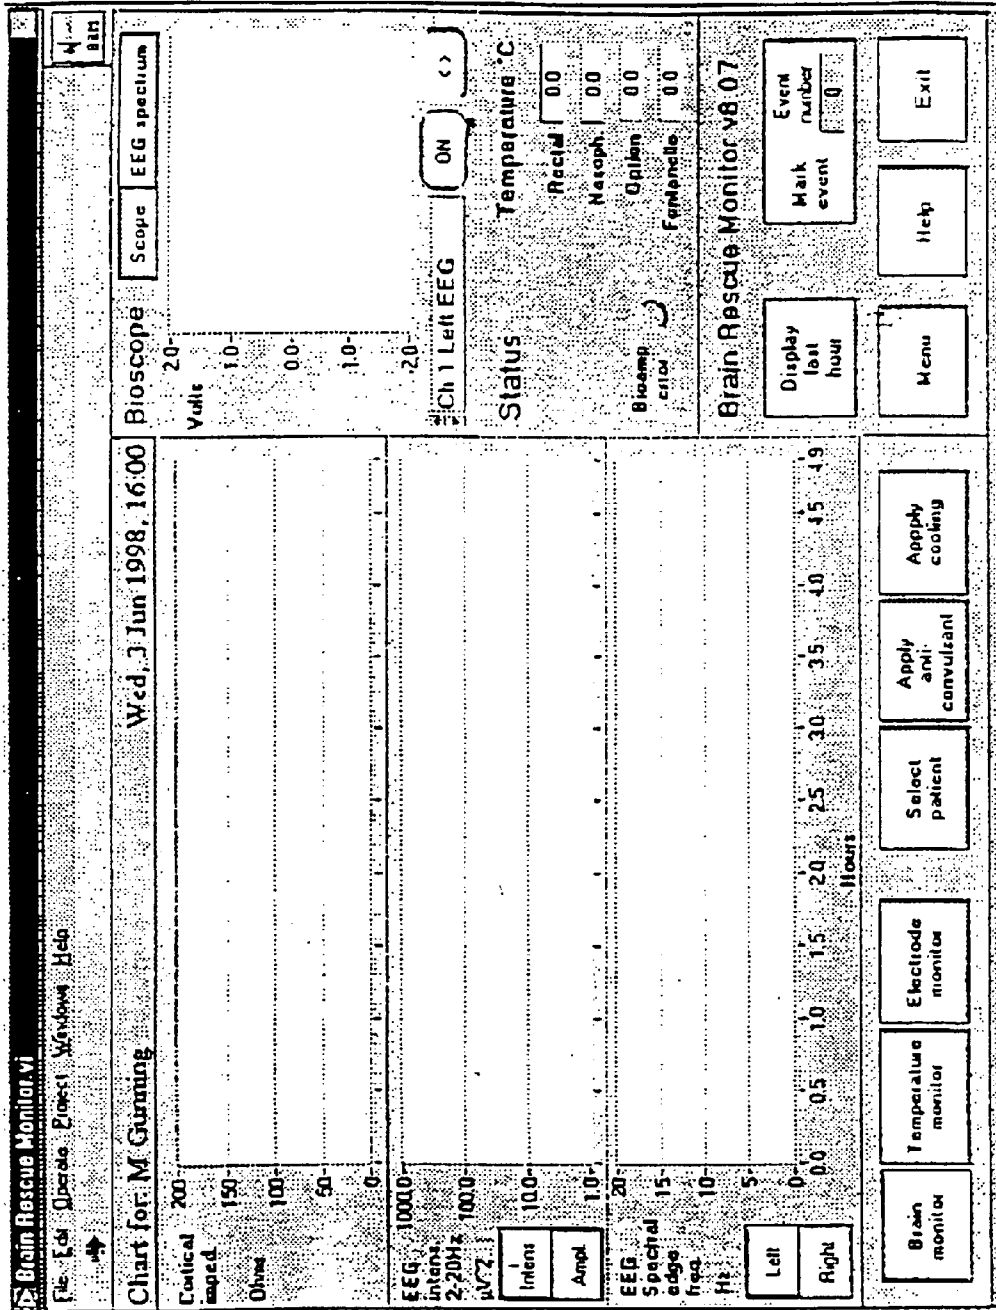 Brain Rescue Monitor.vi
File Edit Operate Project Windows Help
BRM
Chart for: M Gunning
Wed, 3 Jun 1998, 16:00
Cortical
imped.
Ohms
200
150
100
50
0
EEG
intens.
2-20Hz
µV^2
1000.0
100.0
10.0
1.0
Intens
Ampl.
EEG
Spectral
edge
freq.
Hz
20
15
10
5
0
Left
Right
0.0 0.5 1.0 1.5 2.0 2.5 3.0 3.5 4.0 4.5 4.9
Hours
Bioscope
Scope
EEG spectrum
Volts
2.0
1.0
0.0
-1.0
-2.0
Ch 1 Left EEG
ON
< >
Status
Temperature °C
Bioamp
error
Rectal 0.0
Nasoph. 0.0
Option 0.0
Fontanelle 0.0
Brain Rescue Monitor v8.07
Display
last
hour
Mark
event
Event
number
0
Brain
monitor
Temperature
monitor
Electrode
monitor
Select
patient
Apply
anti-
convulsant
Appply
cooling
Menu
Help
Exit